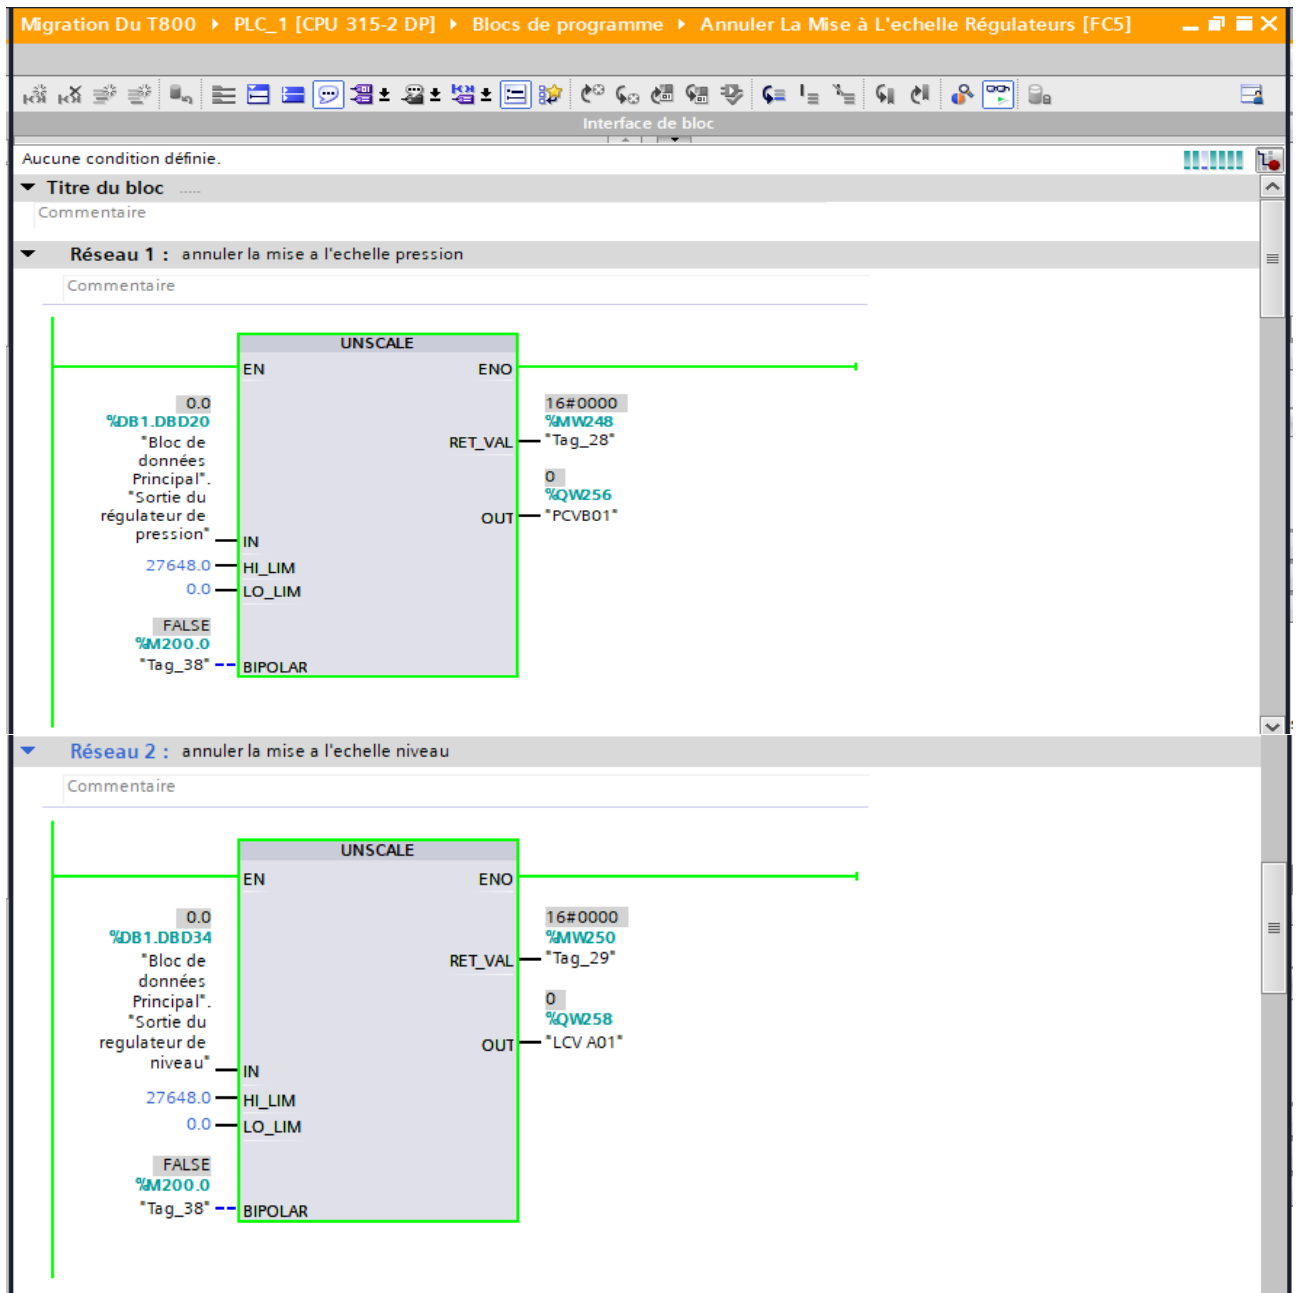 Migration Du T800 ▸ PLC_1 [CPU 315-2 DP] ▸ Blocs de programme ▸ Annuler La Mise à L'echelle Régulateurs [FC5]
Interface de bloc
Aucune condition définie.
Titre du bloc .....
Commentaire
Réseau 1 : annuler la mise a l'echelle pression
Commentaire
UNSCALE
EN ENO
0.0
%DB1.DBD20
"Bloc de
données
Principal".
"Sortie du
régulateur de
pression"
IN
27648.0 HI_LIM
0.0 LO_LIM
FALSE
%M200.0
"Tag_38" BIPOLAR
16#0000
%MW248
RET_VAL "Tag_28"
0
%QW256
OUT "PCVB01"
Réseau 2 : annuler la mise a l'echelle niveau
Commentaire
UNSCALE
EN ENO
0.0
%DB1.DBD34
"Bloc de
données
Principal".
"Sortie du
regulateur de
niveau"
IN
27648.0 HI_LIM
0.0 LO_LIM
FALSE
%M200.0
"Tag_38" BIPOLAR
16#0000
%MW250
RET_VAL "Tag_29"
0
%QW258
OUT "LCV A01"